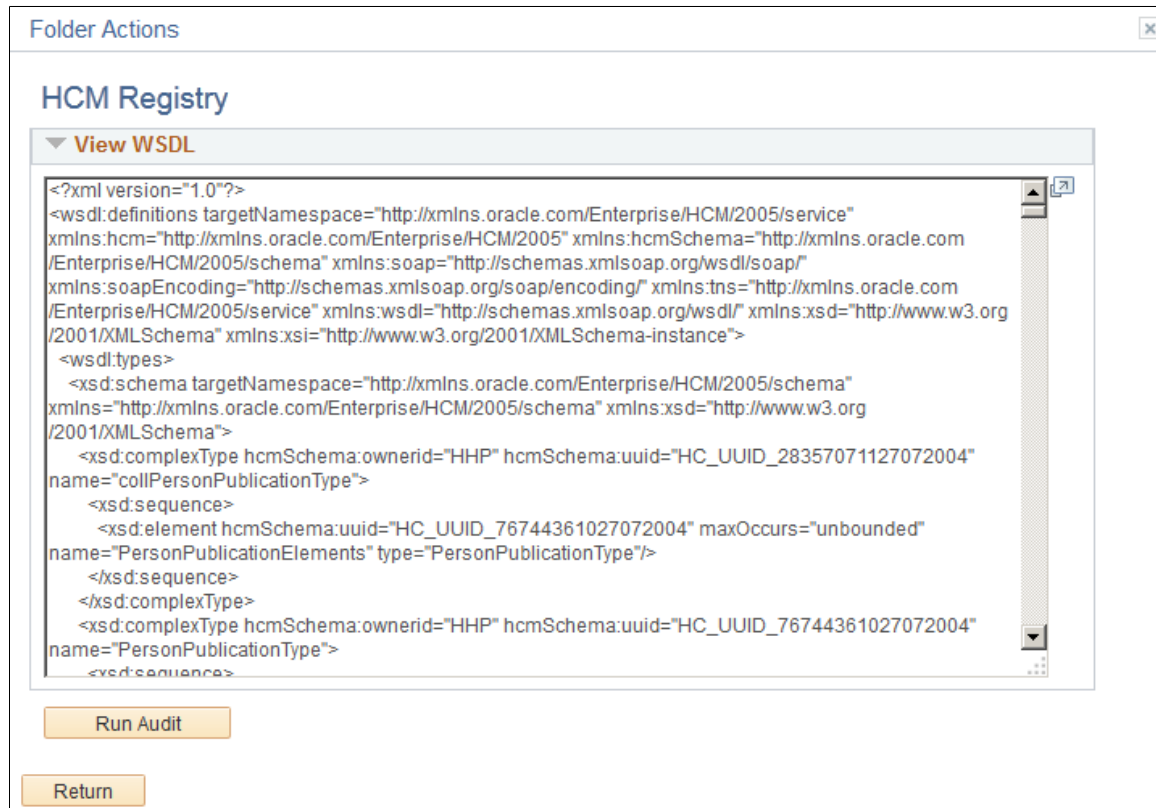 Folder Actions
HCM Registry
View WSDL
<?xml version="1.0"?>
<wsdl:definitions targetNamespace="http://xmlns.oracle.com/Enterprise/HCM/2005/service"
xmlns:hcm="http://xmlns.oracle.com/Enterprise/HCM/2005" xmlns:hcmSchema="http://xmlns.oracle.com
/Enterprise/HCM/2005/schema" xmlns:soap="http://schemas.xmlsoap.org/wsdl/soap/"
xmlns:soapEncoding="http://schemas.xmlsoap.org/soap/encoding/" xmlns:tns="http://xmlns.oracle.com
/Enterprise/HCM/2005/service" xmlns:wsdl="http://schemas.xmlsoap.org/wsdl/" xmlns:xsd="http://www.w3.org
/2001/XMLSchema" xmlns:xsi="http://www.w3.org/2001/XMLSchema-instance">
<wsdl:types>
<xsd:schema targetNamespace="http://xmlns.oracle.com/Enterprise/HCM/2005/schema"
xmlns="http://xmlns.oracle.com/Enterprise/HCM/2005/schema" xmlns:xsd="http://www.w3.org
/2001/XMLSchema">
<xsd:complexType hcmSchema:ownerid="HHP" hcmSchema:uuid="HC_UUID_28357071127072004"
name="collPersonPublicationType">
<xsd:sequence>
<xsd:element hcmSchema:uuid="HC_UUID_76744361027072004" maxOccurs="unbounded"
name="PersonPublicationElements" type="PersonPublicationType"/>
</xsd:sequence>
</xsd:complexType>
<xsd:complexType hcmSchema:ownerid="HHP" hcmSchema:uuid="HC_UUID_76744361027072004"
name="PersonPublicationType">
<xsd:sequence>
Run Audit
Return